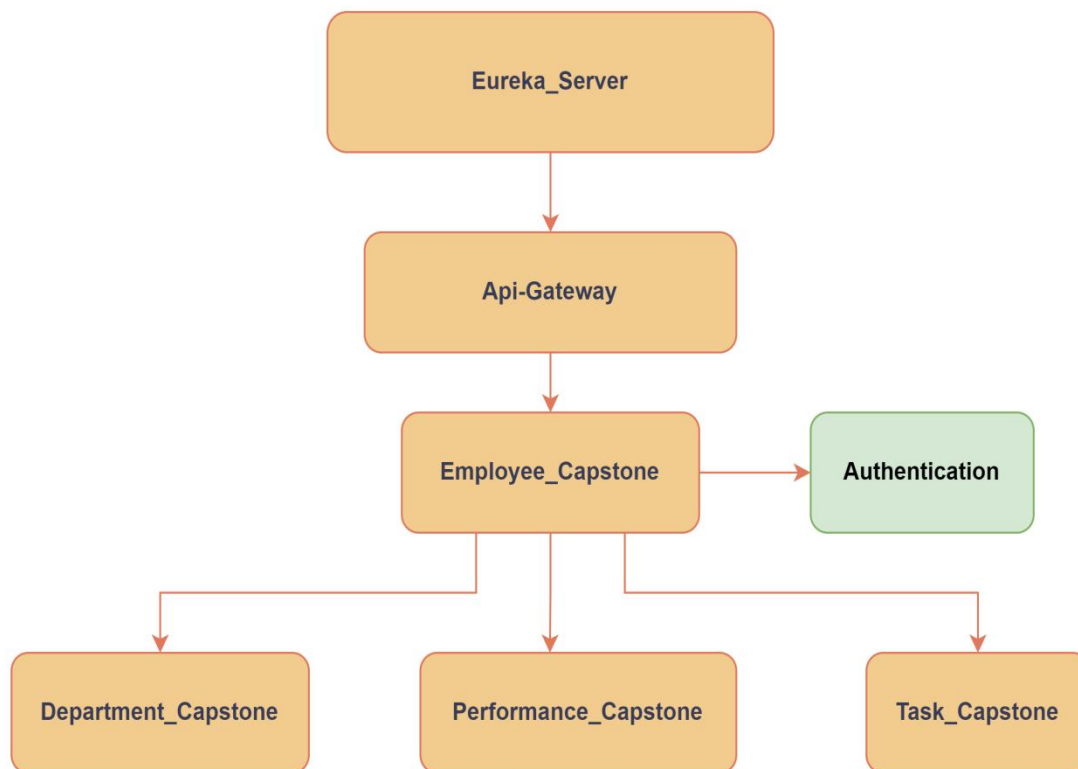 Eureka_Server
Api-Gateway
Employee_Capstone
Authentication
Department_Capstone
Performance_Capstone
Task_Capstone